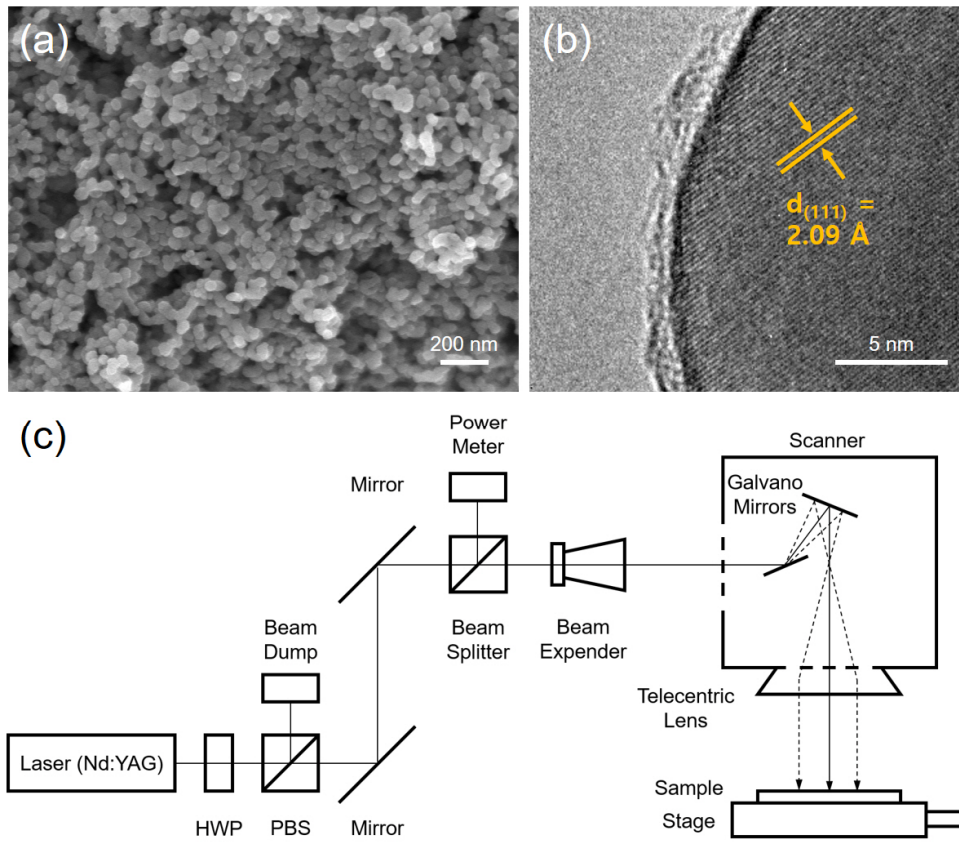 (a)
200 nm
(b)
d(111) =
2.09 Å
5 nm
(c)
Power
Meter
Mirror
Scanner
Galvano
Mirrors
Beam
Dump
Beam
Splitter
Beam
Expender
Telecentric
Lens
Laser (Nd:YAG)
HWP
PBS
Mirror
Sample
Stage